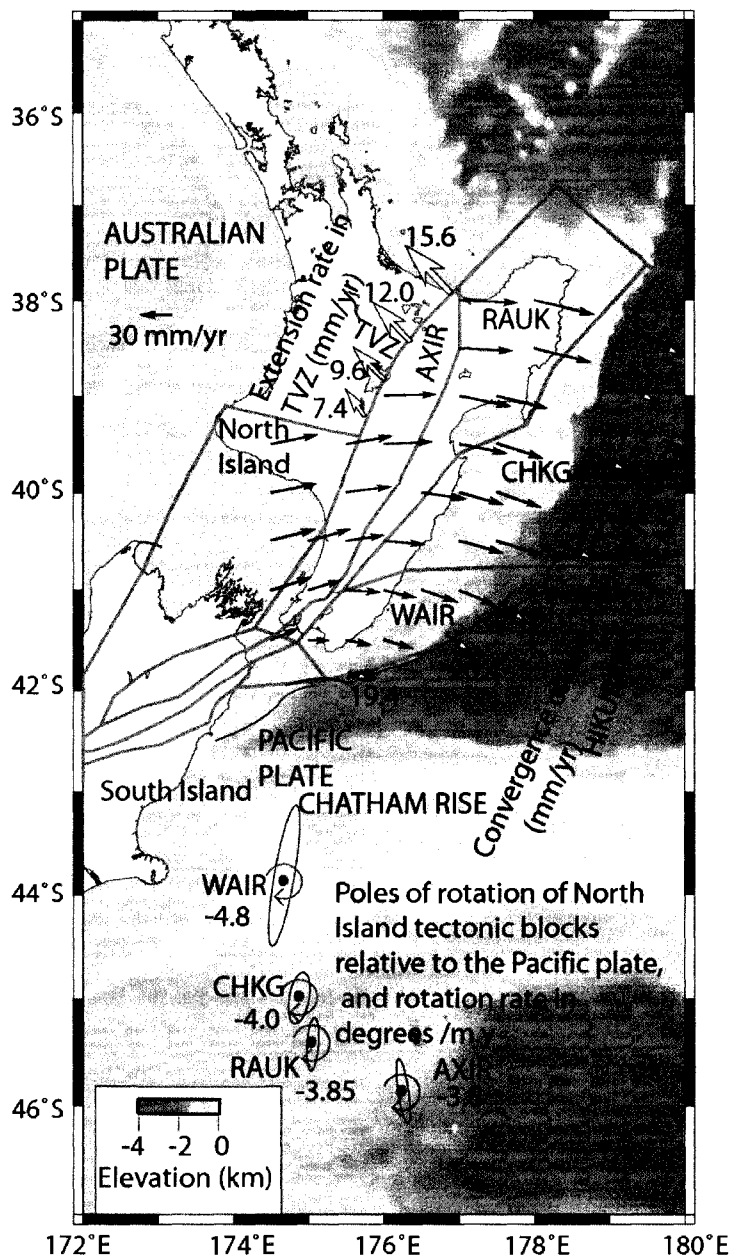 36°S
38°S
40°S
42°S
44°S
46°S
AUSTRALIAN
PLATE
30 mm/yr
Extension rate in
TVZ (mm/yr)
15.6
12.0
9.6
7.4
TVZ
AXIR
RAUK
North
Island
CHKG
WAIR
19.4
PACIFIC
PLATE
CHATHAM RISE
South Island
Convergence
(mm/yr)
WAIR
-4.8
CHKG
-4.0
RAUK
-3.85
AXIR
Poles of rotation of North
Island tectonic blocks
relative to the Pacific plate,
and rotation rate in
degrees /m.y.
-4 -2 0
Elevation (km)
172°E 174°E 176°E 178°E 180°E